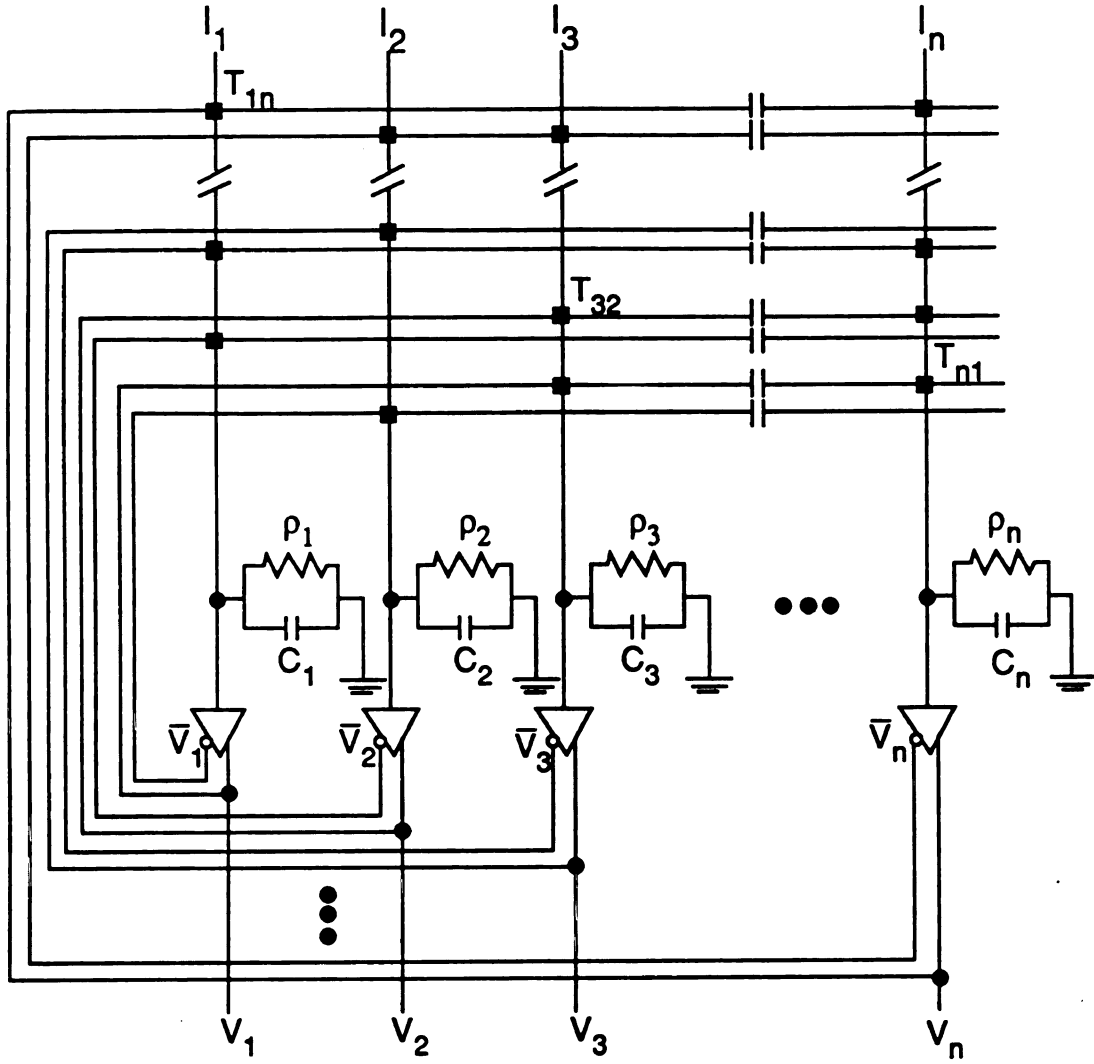 I₁ I₂ I₃ Iₙ
T₁ₙ
T₃₂
Tₙ₁
ρ₁ ρ₂ ρ₃ ρₙ
C₁ C₂ C₃ Cₙ
V̅₁ V̅₂ V̅₃ V̅ₙ
V₁ V₂ V₃ Vₙ